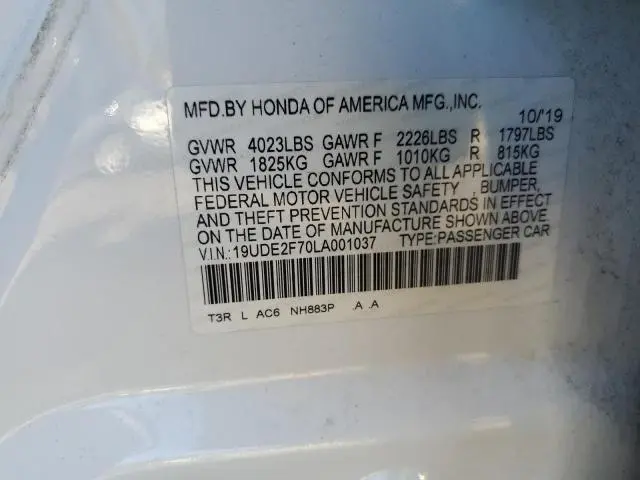 MFD.BY HONDA OF AMERICA MFG.,INC. 10/'19
GVWR 4023LBS GAWR F 2226LBS R 1797LBS
GVWR 1825KG GAWR F 1010KG R 815KG
THIS VEHICLE CONFORMS TO ALL APPLICABLE
FEDERAL MOTOR VEHICLE SAFETY , BUMPER,
AND THEFT PREVENTION STANDARDS IN EFFECT
ON THE DATE OF MANUFACTURE SHOWN ABOVE.
V.I.N.:19UDE2F70LA001037 TYPE:PASSENGER CAR
T3R L AC6 NH883P .A .A